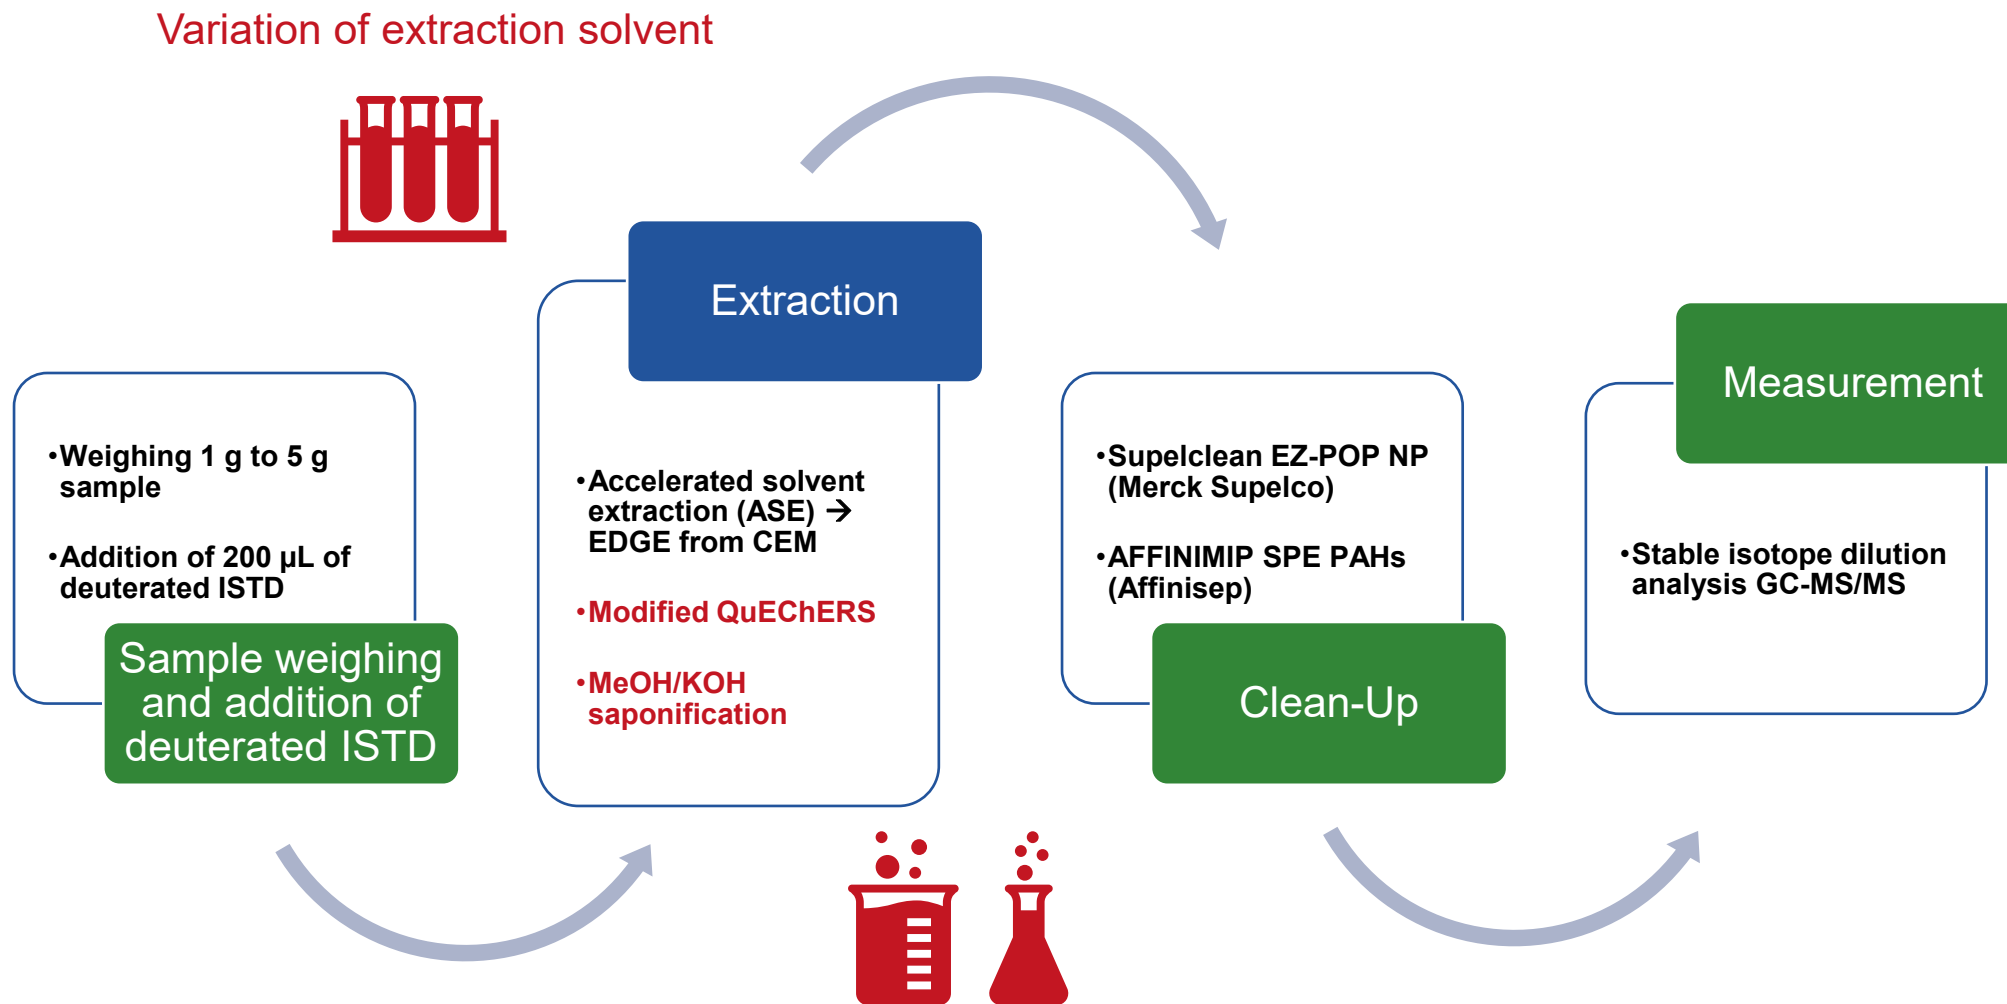 Variation of extraction solvent
•Weighing 1 g to 5 g
sample
•Addition of 200 µL of
deuterated ISTD
Sample weighing
and addition of
deuterated ISTD
Extraction
•Accelerated solvent
extraction (ASE) →
EDGE from CEM
•Modified QuEChERS
•MeOH/KOH
saponification
•Supelclean EZ-POP NP
(Merck Supelco)
•AFFINIMIP SPE PAHs
(Affinisep)
Clean-Up
Measurement
•Stable isotope dilution
analysis GC-MS/MS